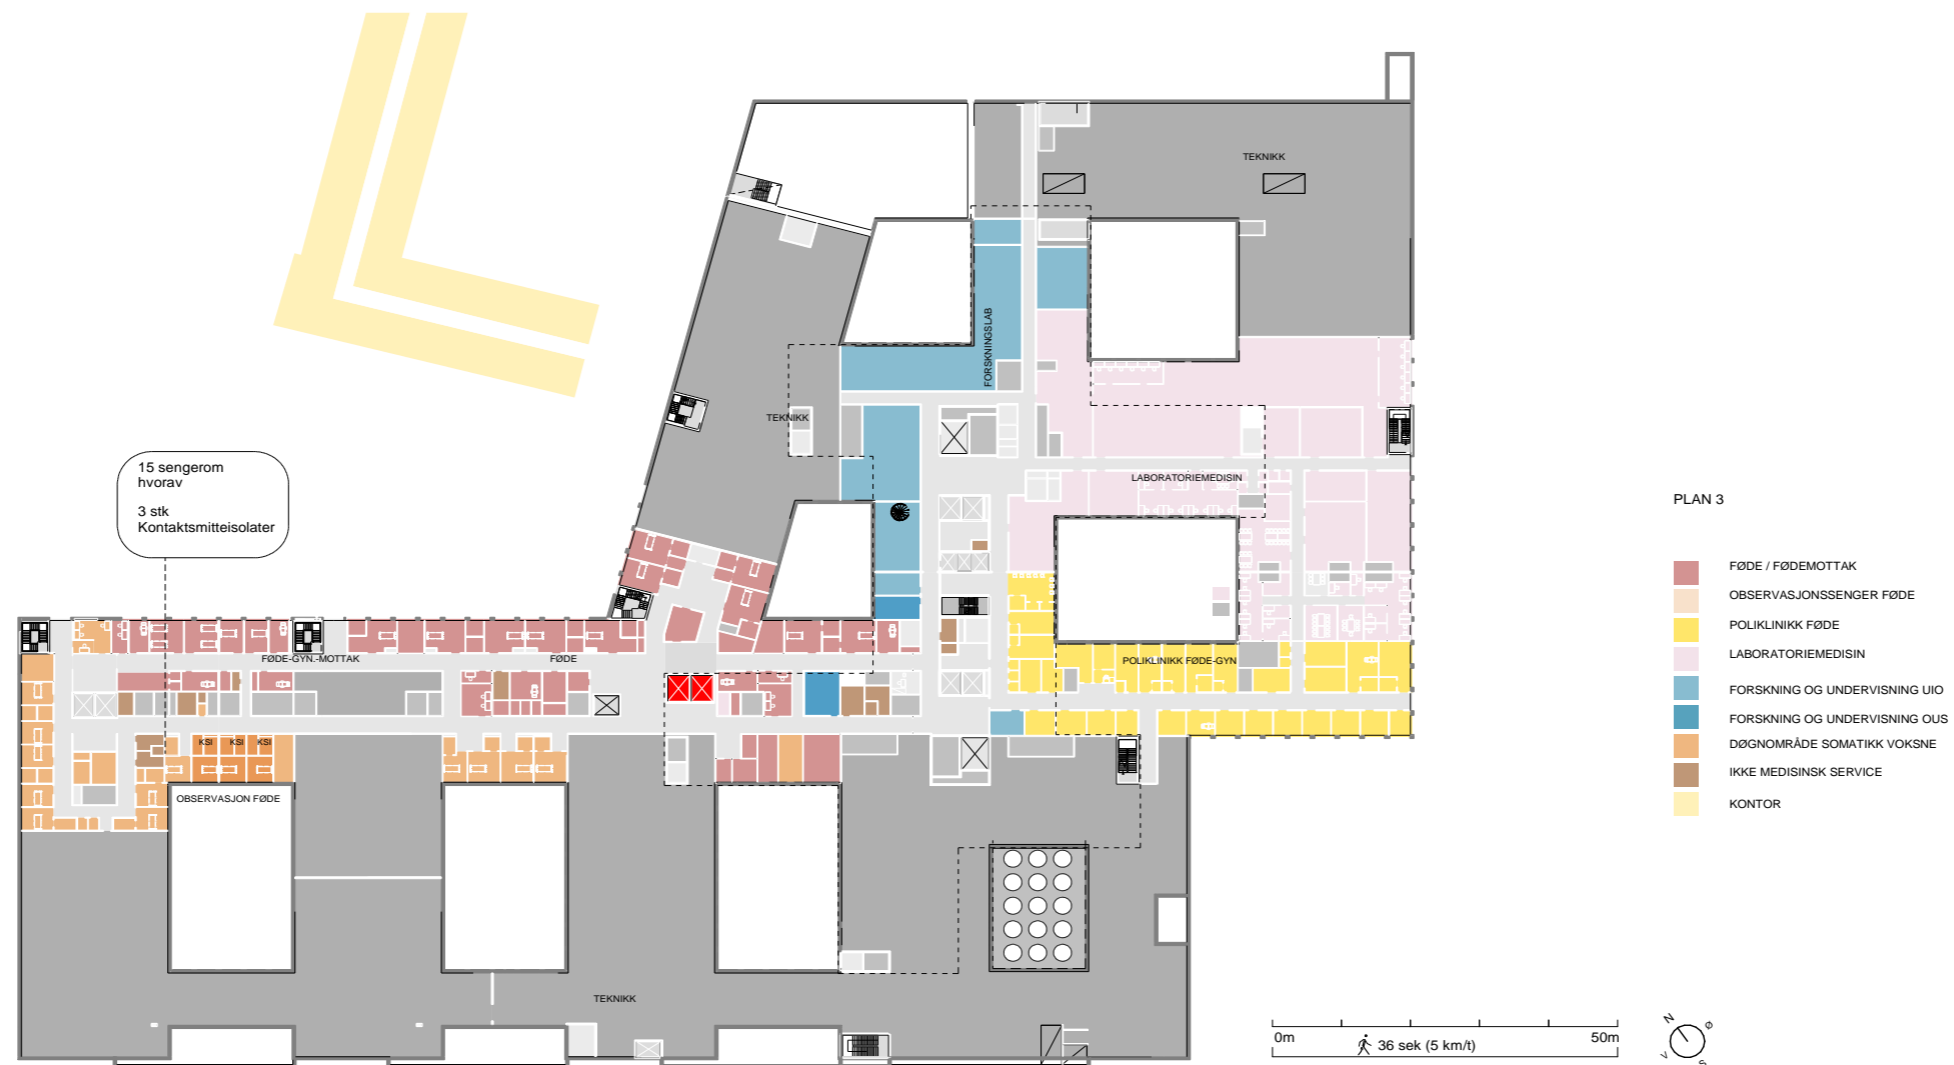 TEKNIKK
FORSKNINGSLAB
TEKNIKK
15 sengerom
hvorav
3 stk
Kontaktsmitteisolater
LABORATORIEMEDISIN
PLAN 3
FØDE / FØDEMOTTAK
OBSERVASJONSSENGER FØDE
POLIKLINIKK FØDE
LABORATORIEMEDISIN
FORSKNING OG UNDERVISNING UIO
FORSKNING OG UNDERVISNING OUS
DØGNOMRÅDE SOMATIKK VOKSNE
IKKE MEDISINSK SERVICE
KONTOR
FØDE-GYN.-MOTTAK
FØDE
POLIKLINIKK FØDE-GYN
KSI
KSI
KSI
OBSERVASJON FØDE
TEKNIKK
0m
50m
36 sek (5 km/t)
N
Ø
V
S